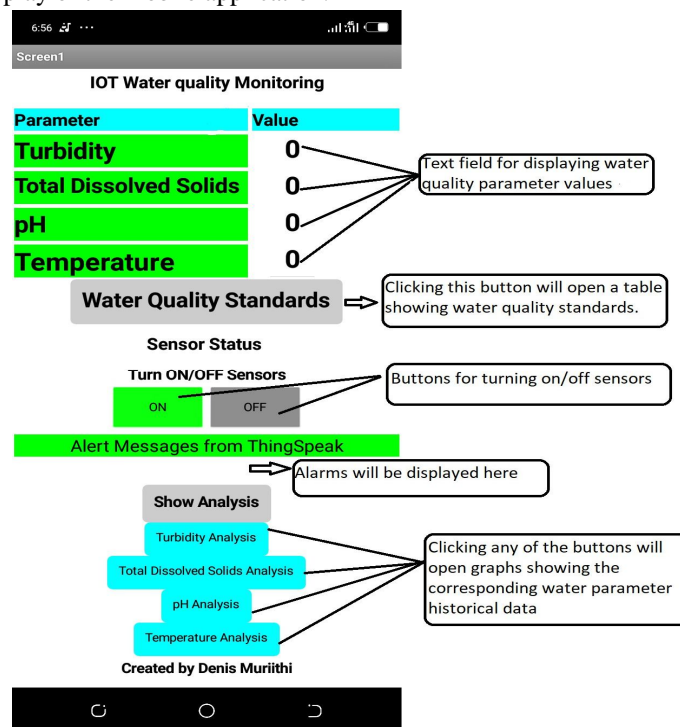 6:56
Screen1
IOT Water quality Monitoring
Parameter Value
Turbidity 0
Total Dissolved Solids 0
pH 0
Temperature 0
Text field for displaying water
quality parameter values
Water Quality Standards
Clicking this button will open a table
showing water quality standards.
Sensor Status
Turn ON/OFF Sensors
ON OFF
Buttons for turning on/off sensors
Alert Messages from ThingSpeak
Alarms will be displayed here
Show Analysis
Turbidity Analysis
Total Dissolved Solids Analysis
pH Analysis
Temperature Analysis
Clicking any of the buttons will
open graphs showing the
corresponding water parameter
historical data
Created by Denis Muriithi